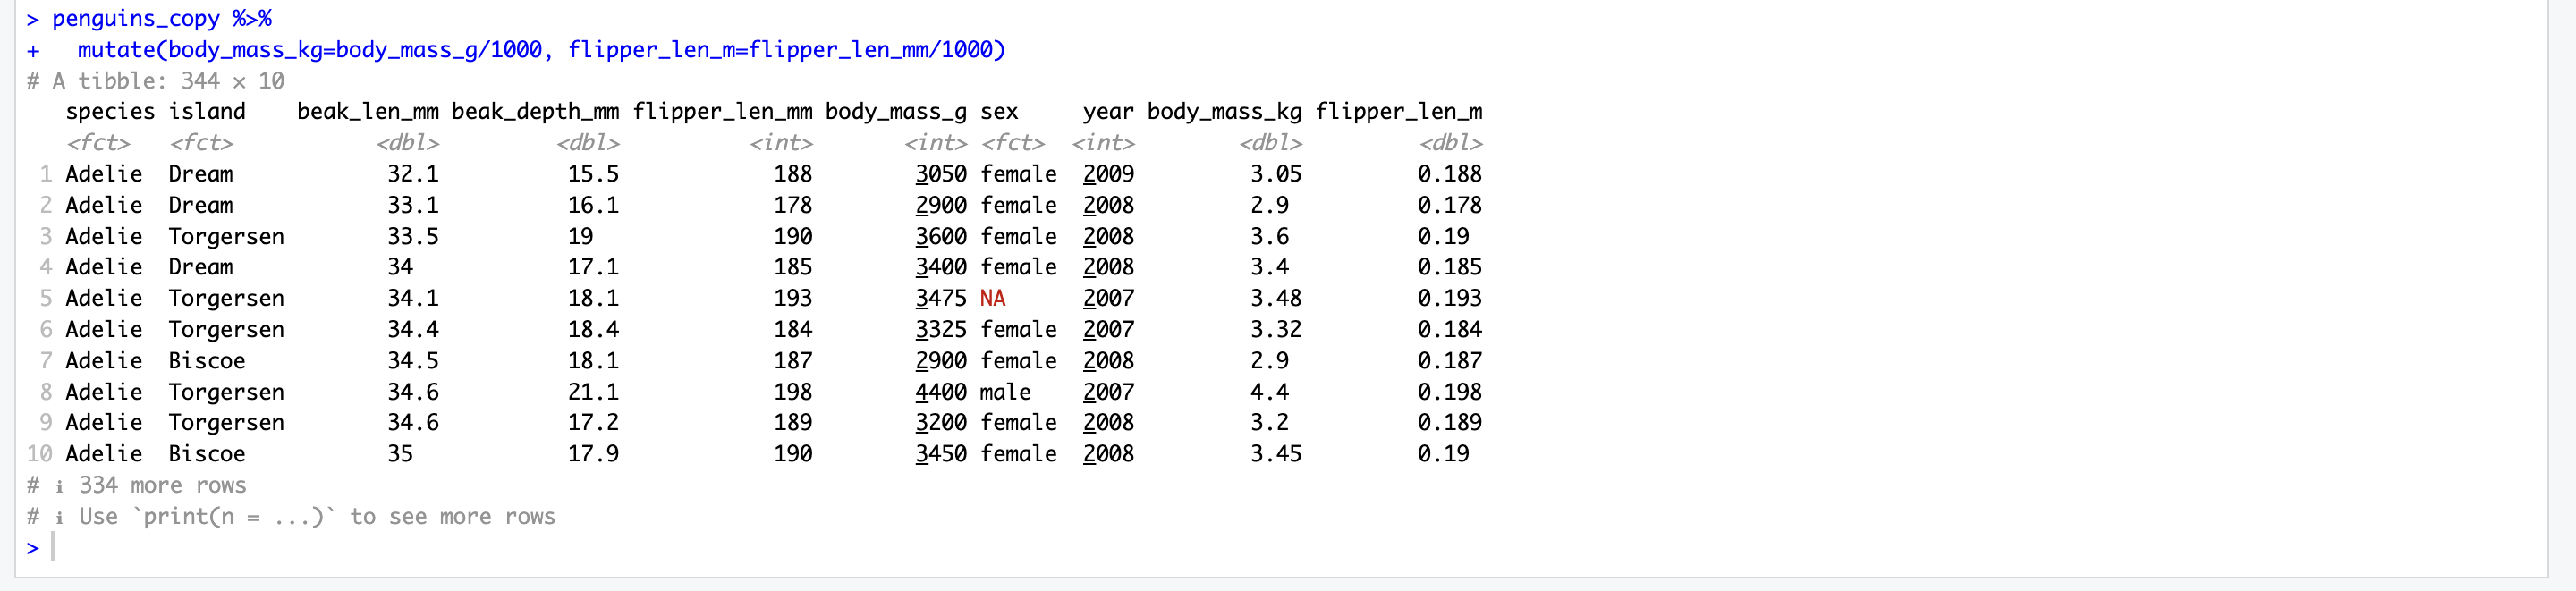 > penguins_copy %>%
+   mutate(body_mass_kg=body_mass_g/1000, flipper_len_m=flipper_len_mm/1000)
# A tibble: 344 × 10
   species island    beak_len_mm beak_depth_mm flipper_len_mm body_mass_g sex     year body_mass_kg flipper_len_m
   <fct>   <fct>           <dbl>         <dbl>          <int>       <int> <fct>  <int>        <dbl>         <dbl>
 1 Adelie  Dream            32.1          15.5            188        3050 female  2009         3.05         0.188
 2 Adelie  Dream            33.1          16.1            178        2900 female  2008         2.9          0.178
 3 Adelie  Torgersen        33.5          19              190        3600 female  2008         3.6          0.19
 4 Adelie  Dream            34            17.1            185        3400 female  2008         3.4          0.185
 5 Adelie  Torgersen        34.1          18.1            193        3475 NA      2007         3.48         0.193
 6 Adelie  Torgersen        34.4          18.4            184        3325 female  2007         3.32         0.184
 7 Adelie  Biscoe           34.5          18.1            187        2900 female  2008         2.9          0.187
 8 Adelie  Torgersen        34.6          21.1            198        4400 male    2007         4.4          0.198
 9 Adelie  Torgersen        34.6          17.2            189        3200 female  2008         3.2          0.189
10 Adelie  Biscoe           35            17.9            190        3450 female  2008         3.45         0.19
# ℹ 334 more rows
# ℹ Use `print(n = ...)` to see more rows
>